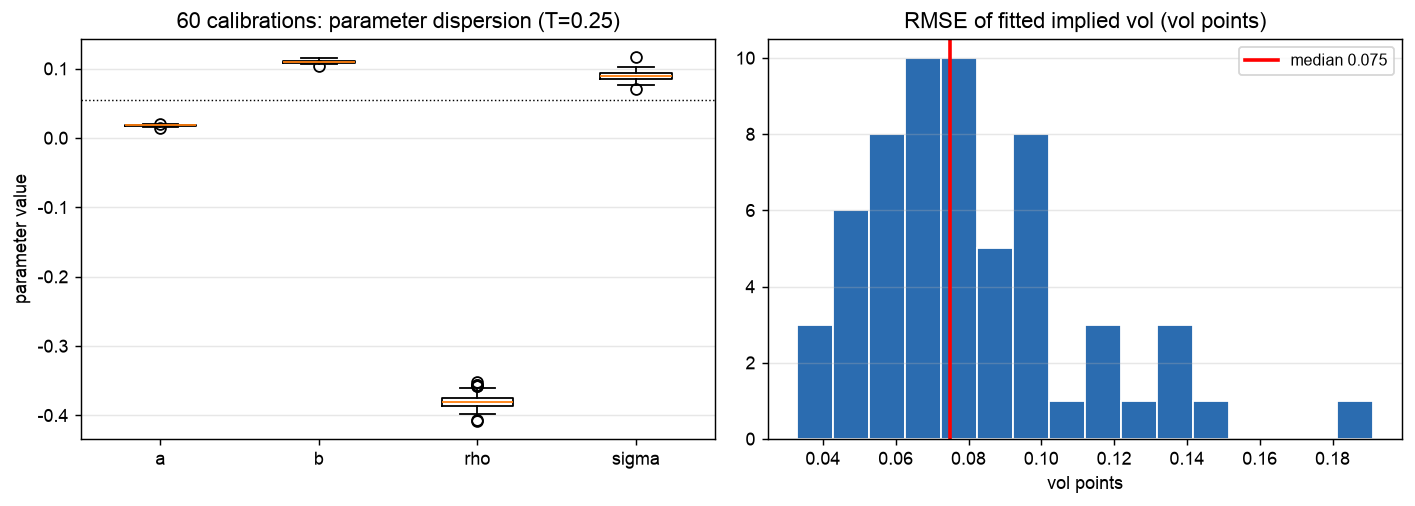 60 calibrations: parameter dispersion (T=0.25)
parameter value
0.1
0.0
-0.1
-0.2
-0.3
-0.4
a b rho sigma
RMSE of fitted implied vol (vol points)
median 0.075
10
8
6
4
2
0
0.04 0.06 0.08 0.10 0.12 0.14 0.16 0.18
vol points